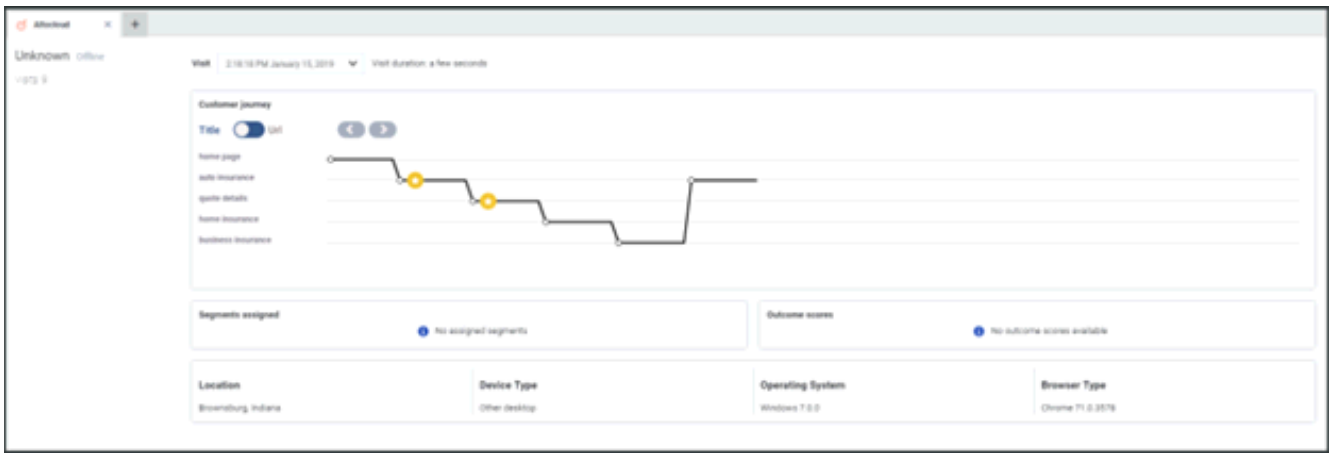 Altocloud
Unknown Offline
Visit 2:18:18 PM January 15, 2019 Visit duration: a few seconds
Customer journey
Title Url
home page
auto insurance
quote details
home insurance
business insurance
Segments assigned
No assigned segments
Outcome scores
No outcome scores available
Location
Brownsburg, Indiana
Device Type
Other desktop
Operating System
Windows 7.0.0
Browser Type
Chrome 71.0.3578